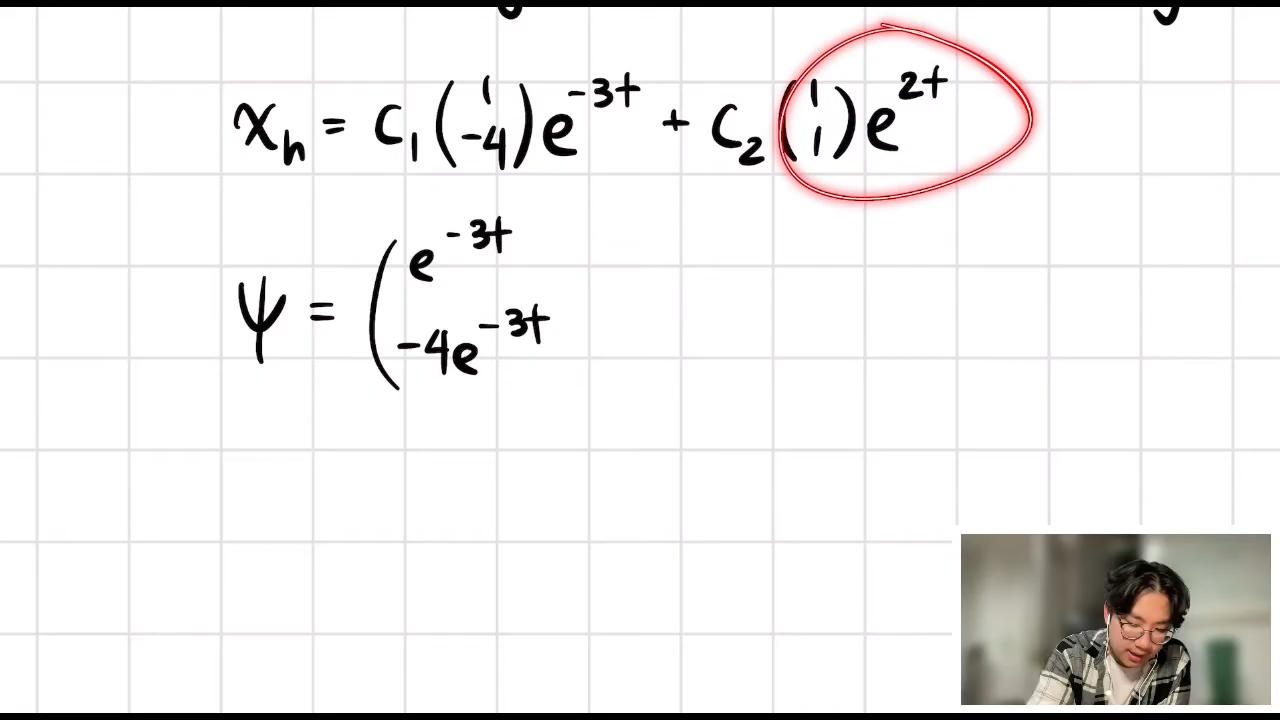 x_h = c_1 ( 1 -4 ) e^{-3t} + c_2 ( 1 1 ) e^{2t}
ψ = ( e^{-3t}
-4e^{-3t}